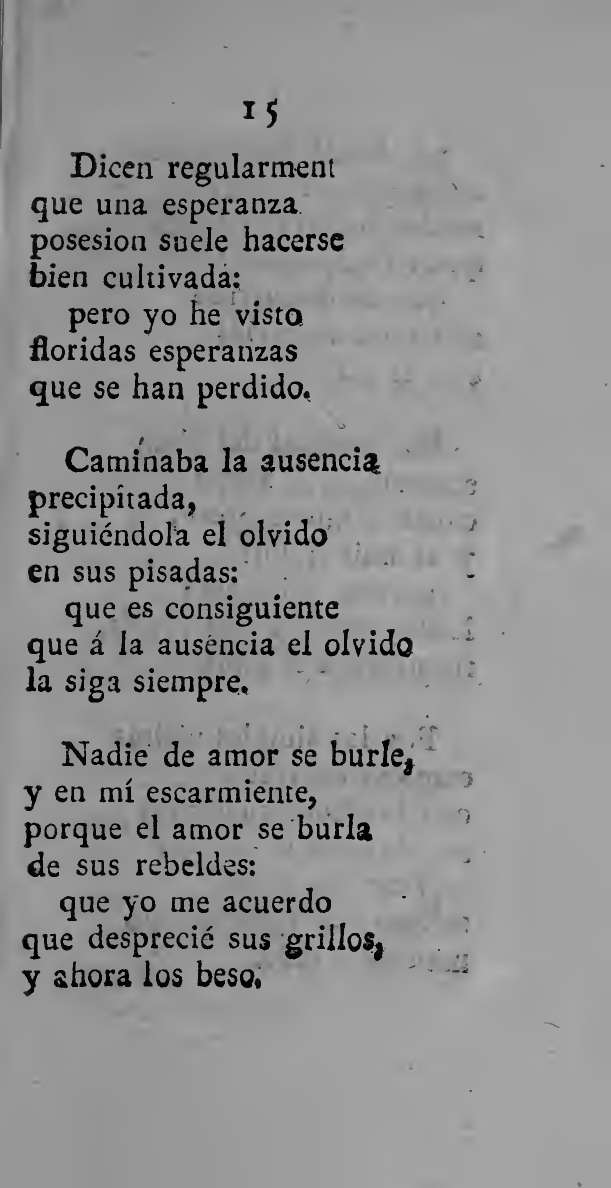 15
Dicen regularment
que una esperanza
posesion suele hacerse
bien cultivada:
pero yo he visto
floridas esperanzas
que se han perdido.
Caminaba la ausencia
precipitada,
siguiéndola el olvido
en sus pisadas:
que es consiguiente
que á la ausencia el olvido
la siga siempre.
Nadie de amor se burle,
y en mí escarmiente,
porque el amor se burla
de sus rebeldes:
que yo me acuerdo
que desprecié sus grillos,
y ahora los beso.